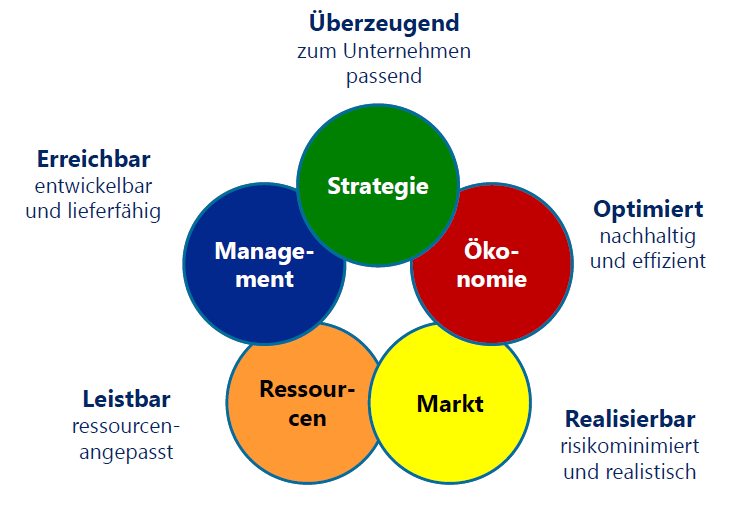 Überzeugend
zum Unternehmen
passend
Strategie
Erreichbar
entwickelbar
und lieferfähig
Manage-
ment
Öko-
nomie
Optimiert
nachhaltig
und effizient
Leistbar
ressourcen-
angepasst
Ressour-
cen
Markt
Realisierbar
risikominimiert
und realistisch